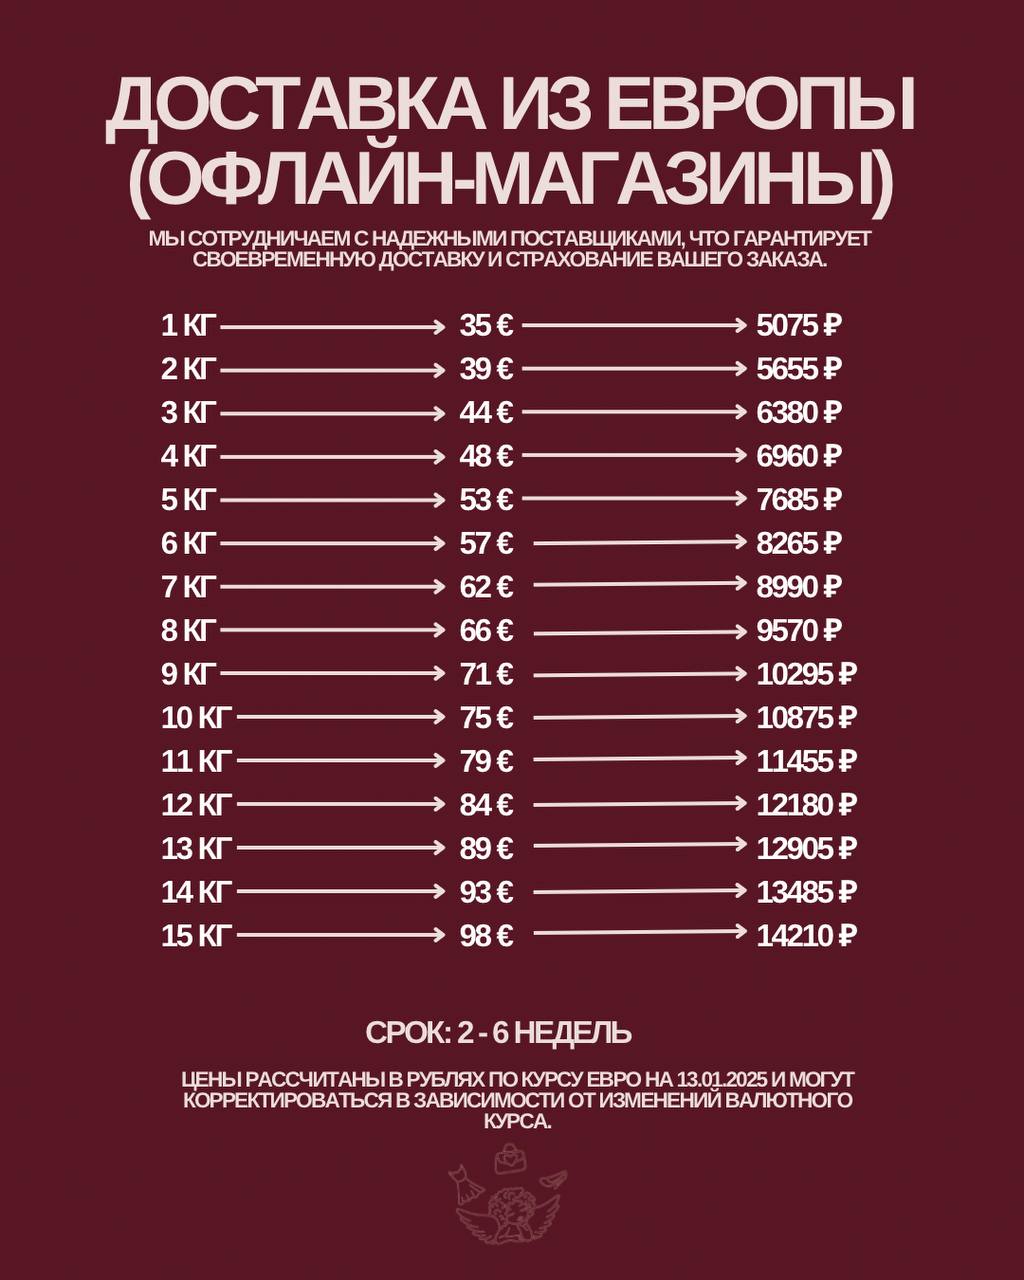 ДОСТАВКА ИЗ ЕВРОПЫ
(ОФЛАЙН-МАГАЗИНЫ)
МЫ СОТРУДНИЧАЕМ С НАДЕЖНЫМИ ПОСТАВЩИКАМИ, ЧТО ГАРАНТИРУЕТ
СВОЕВРЕМЕННУЮ ДОСТАВКУ И СТРАХОВАНИЕ ВАШЕГО ЗАКАЗА.
1 КГ → 35 € → 5075 ₽
2 КГ → 39 € → 5655 ₽
3 КГ → 44 € → 6380 ₽
4 КГ → 48 € → 6960 ₽
5 КГ → 53 € → 7685 ₽
6 КГ → 57 € → 8265 ₽
7 КГ → 62 € → 8990 ₽
8 КГ → 66 € → 9570 ₽
9 КГ → 71 € → 10295 ₽
10 КГ → 75 € → 10875 ₽
11 КГ → 79 € → 11455 ₽
12 КГ → 84 € → 12180 ₽
13 КГ → 89 € → 12905 ₽
14 КГ → 93 € → 13485 ₽
15 КГ → 98 € → 14210 ₽
СРОК: 2 - 6 НЕДЕЛЬ
ЦЕНЫ РАССЧИТАНЫ В РУБЛЯХ ПО КУРСУ ЕВРО НА 13.01.2025 И МОГУТ
КОРРЕКТИРОВАТЬСЯ В ЗАВИСИМОСТИ ОТ ИЗМЕНЕНИЙ ВАЛЮТНОГО
КУРСА.